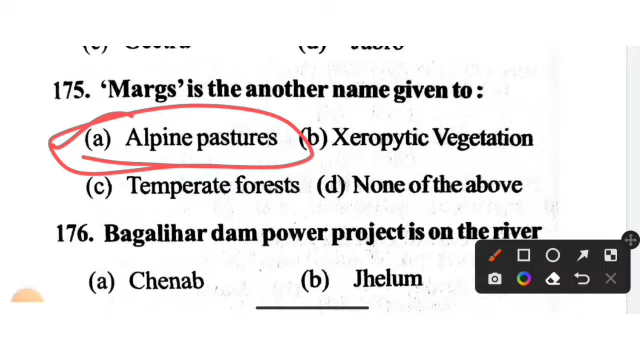 175. ‘Margs’ is the another name given to :
(a) Alpine pastures (b) Xeropytic Vegetation
(c) Temperate forests (d) None of the above
176. Bagalihar dam power project is on the river
(a) Chenab (b) Jhelum